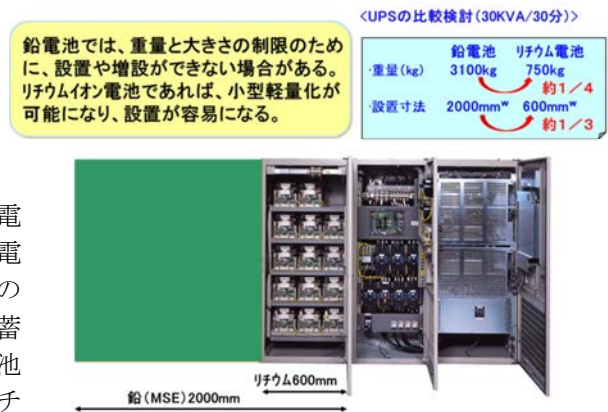 <UPSの比較検討(30KVA/30分)>
鉛電池では、重量と大きさの制限のため
に、設置や増設ができない場合がある。
リチウムイオン電池であれば、小型軽量化が
可能になり、設置が容易になる。
鉛電池 リチウム電池
・重量(kg) 3100kg 750kg
約1/4
・設置寸法 2000mmW 600mmW
約1/3
電
電
の
蓄
池
チ
リチウム600mm
鉛(MSE)2000mm